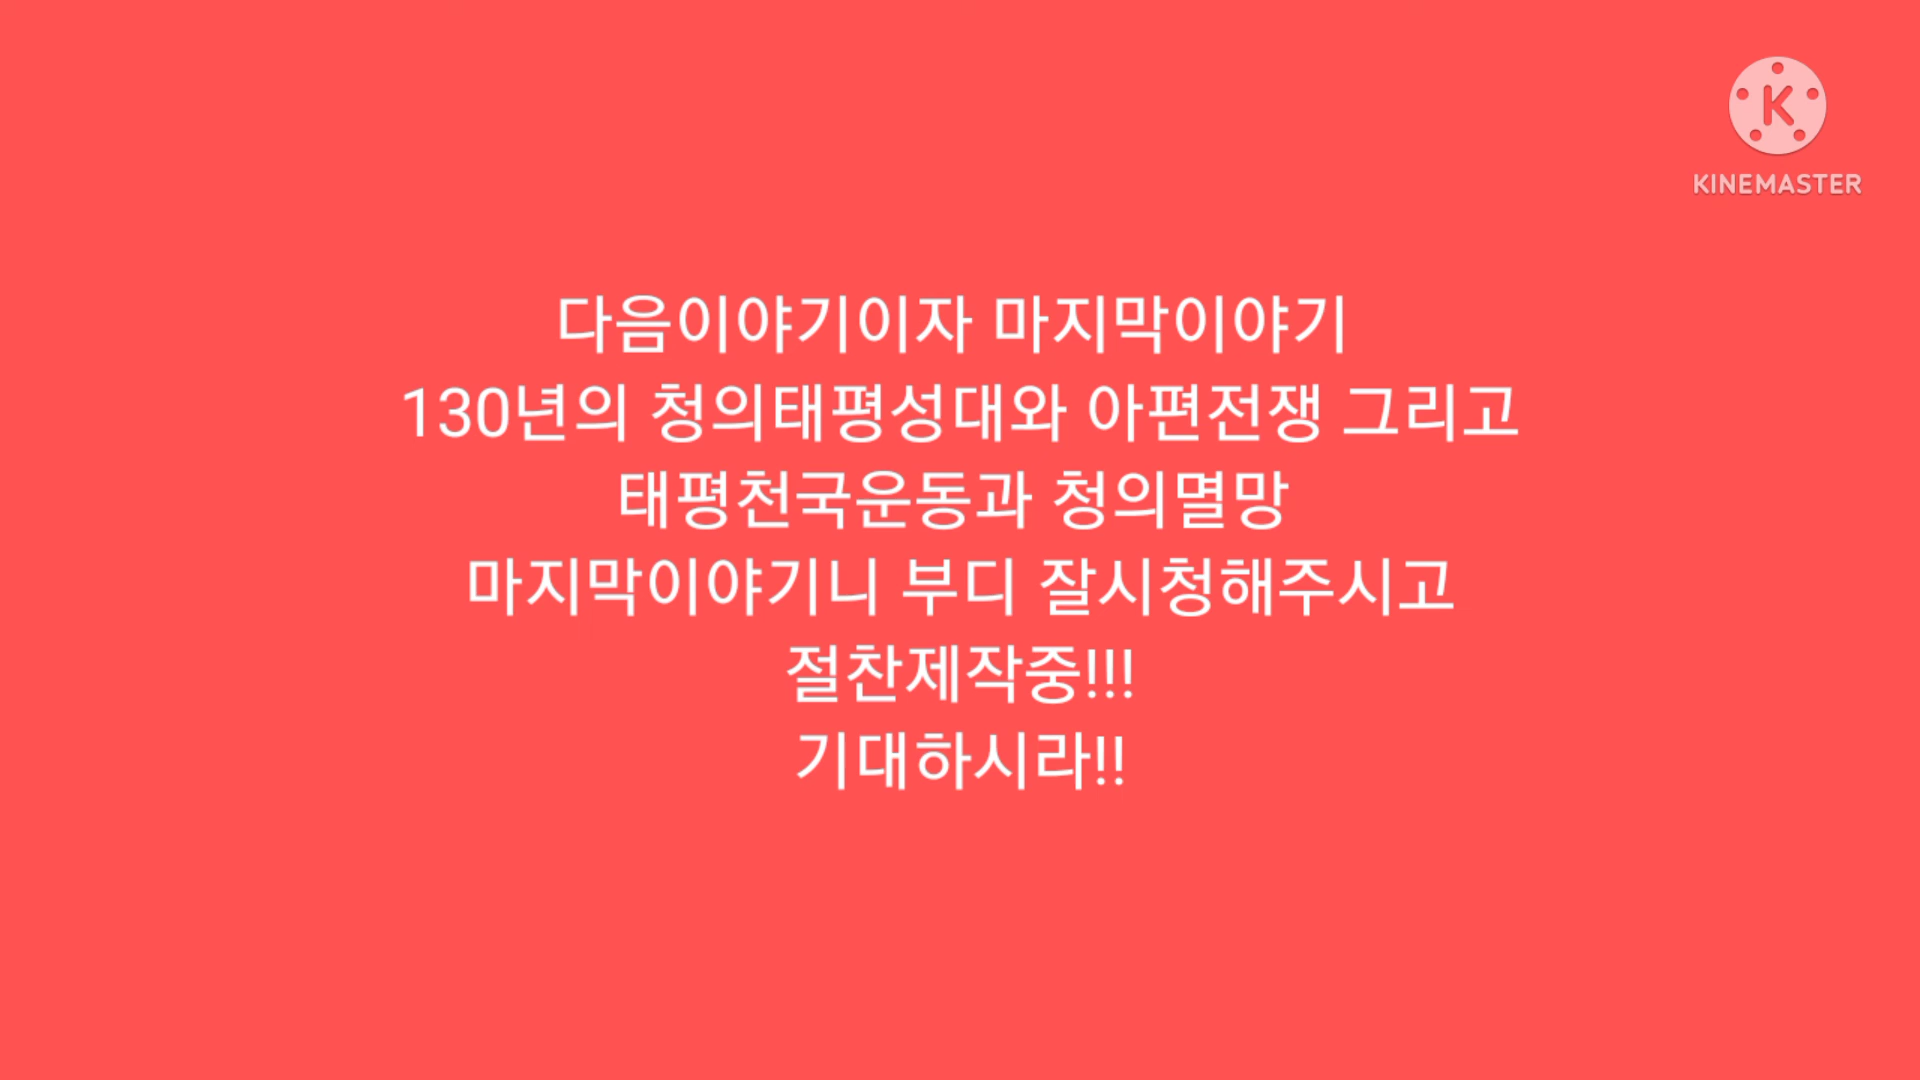 KINEMASTER
다음이야기이자 마지막이야기
130년의 청의태평성대와 아편전쟁 그리고
태평천국운동과 청의멸망
마지막이야기니 부디 잘시청해주시고
절찬제작중!!!
기대하시라!!